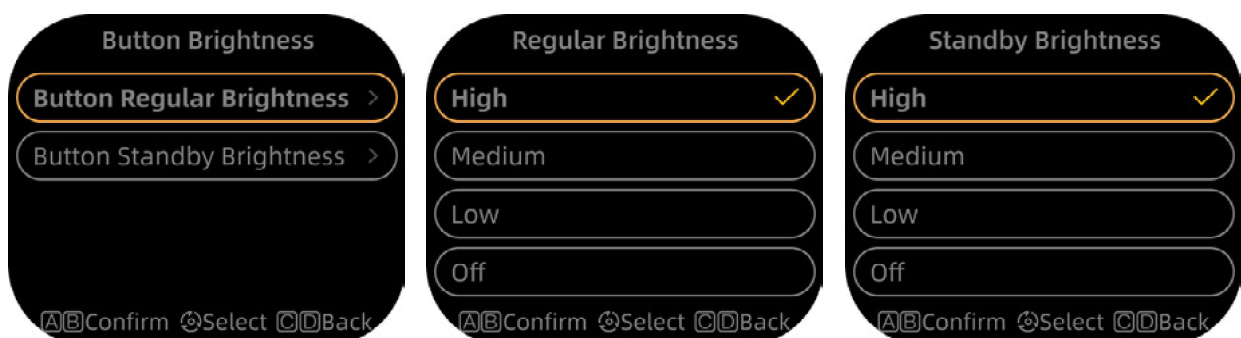 Button Brightness
Button Regular Brightness >
Button Standby Brightness >
ABConfirm Select CDBack
Regular Brightness
High
Medium
Low
Off
ABConfirm Select CDBack
Standby Brightness
High
Medium
Low
Off
ABConfirm Select CDBack